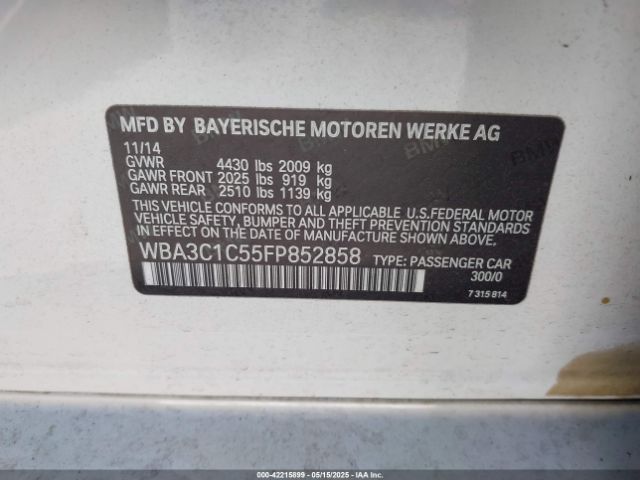 MFD BY BAYERISCHE MOTOREN WERKE AG
11/14
GVWR 4430 lbs 2009 kg
GAWR FRONT 2025 lbs 919 kg
GAWR REAR 2510 lbs 1139 kg
THIS VEHICLE CONFORMS TO ALL APPLICABLE U.S.FEDERAL MOTOR
VEHICLE SAFETY, BUMPER AND THEFT PREVENTION STANDARDS
IN EFFECT ON THE DATE OF MANUFACTURE SHOWN ABOVE.
WBA3C1C55FP852858 TYPE: PASSENGER CAR
300/0
7 315 814
000-42215899 - 05/15/2025 - IAA Inc.